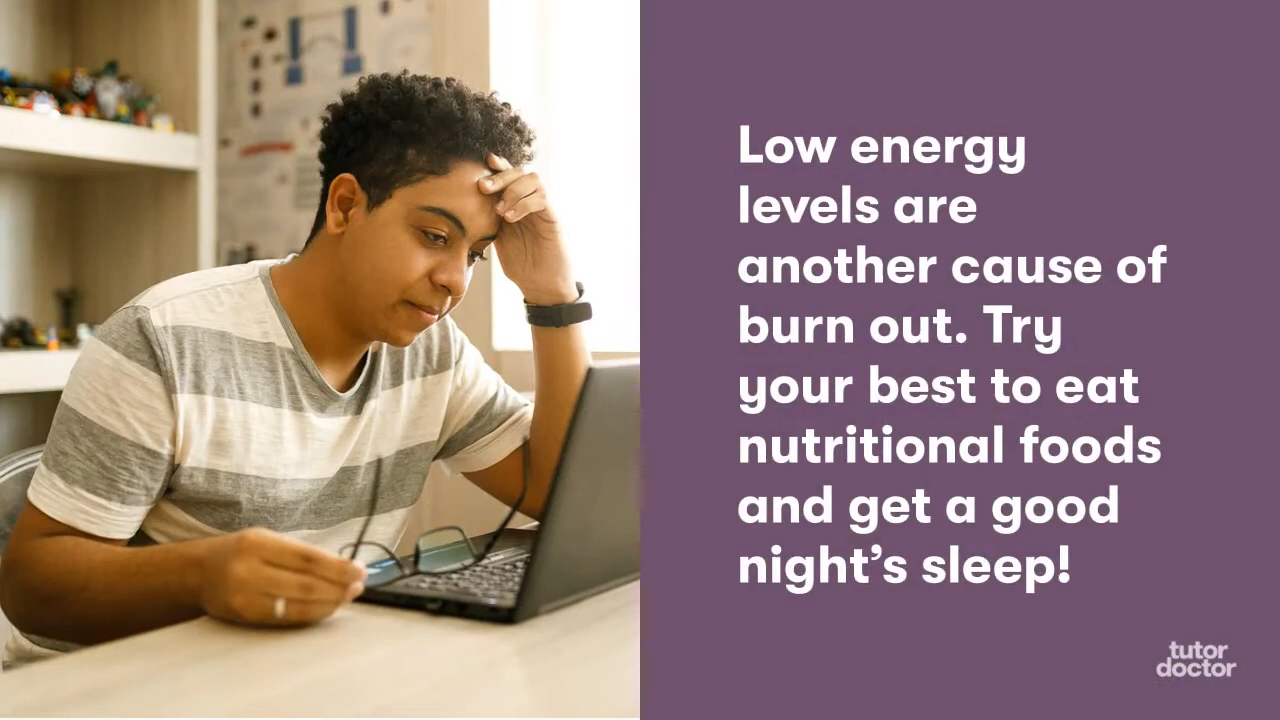 Low energy
levels are
another cause of
burn out. Try
your best to eat
nutritional foods
and get a good
night’s sleep!
tutor
doctor